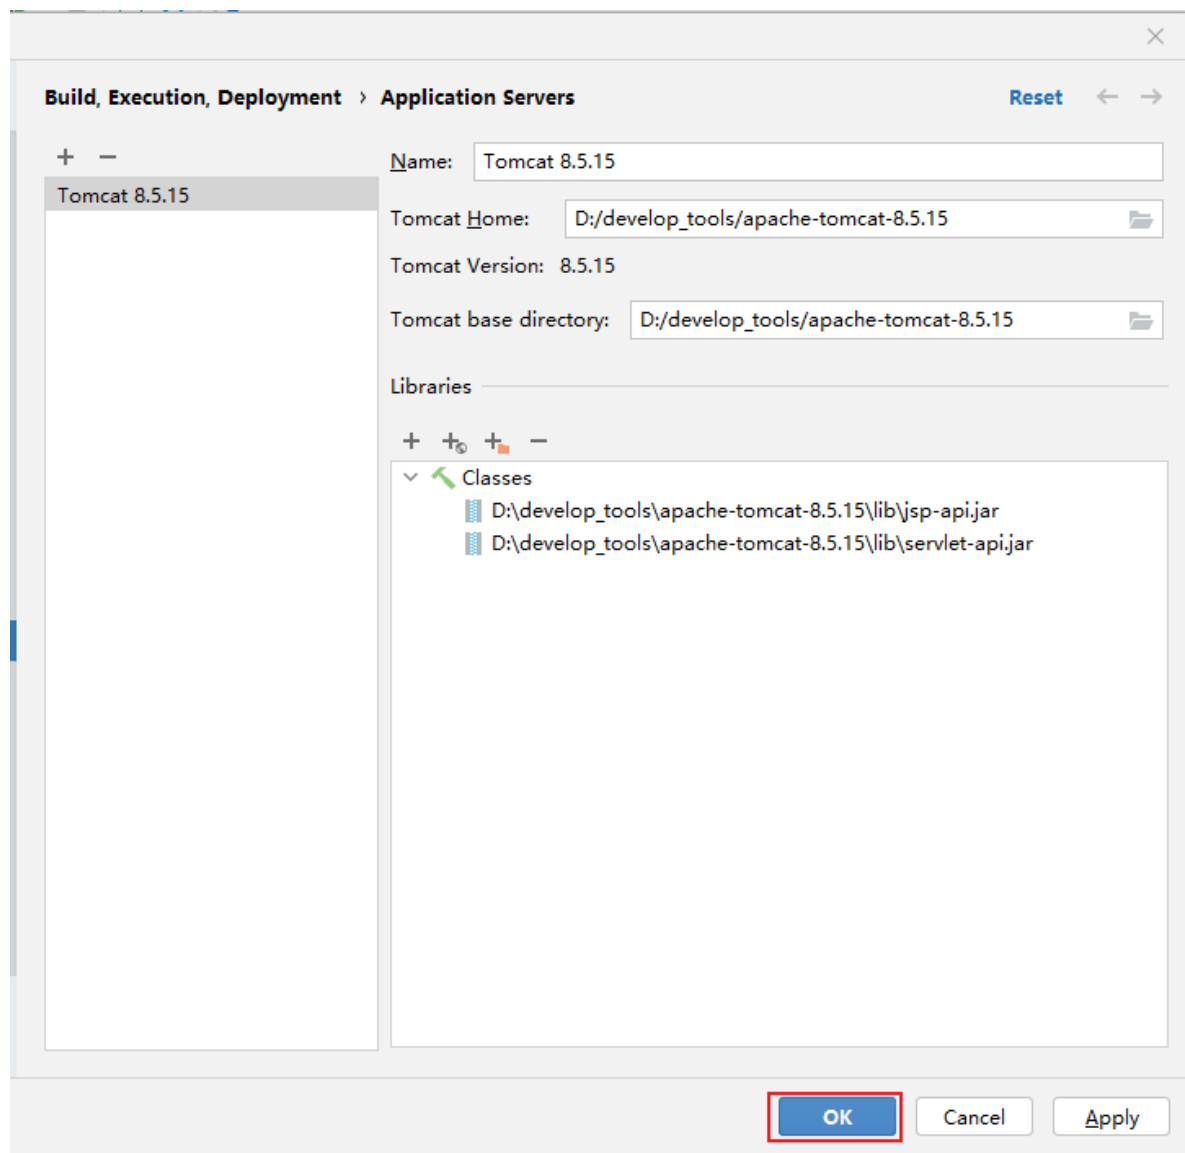 Build, Execution, Deployment › Application Servers
Reset
Tomcat 8.5.15
Name: Tomcat 8.5.15
Tomcat Home: D:/develop_tools/apache-tomcat-8.5.15
Tomcat Version: 8.5.15
Tomcat base directory: D:/develop_tools/apache-tomcat-8.5.15
Libraries
Classes
D:\develop_tools\apache-tomcat-8.5.15\lib\jsp-api.jar
D:\develop_tools\apache-tomcat-8.5.15\lib\servlet-api.jar
OK Cancel Apply